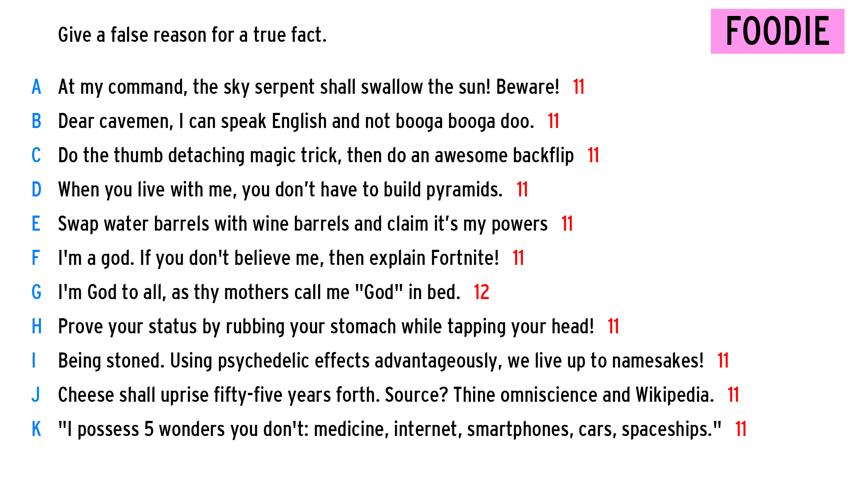 Give a false reason for a true fact.
FOODIE
A At my command, the sky serpent shall swallow the sun! Beware! 11
B Dear cavemen, I can speak English and not booga booga doo. 11
C Do the thumb detaching magic trick, then do an awesome backflip 11
D When you live with me, you don’t have to build pyramids. 11
E Swap water barrels with wine barrels and claim it’s my powers 11
F I'm a god. If you don't believe me, then explain Fortnite! 11
G I'm God to all, as thy mothers call me "God" in bed. 12
H Prove your status by rubbing your stomach while tapping your head! 11
I Being stoned. Using psychedelic effects advantageously, we live up to namesakes! 11
J Cheese shall uprise fifty-five years forth. Source? Thine omniscience and Wikipedia. 11
K "I possess 5 wonders you don't: medicine, internet, smartphones, cars, spaceships." 11